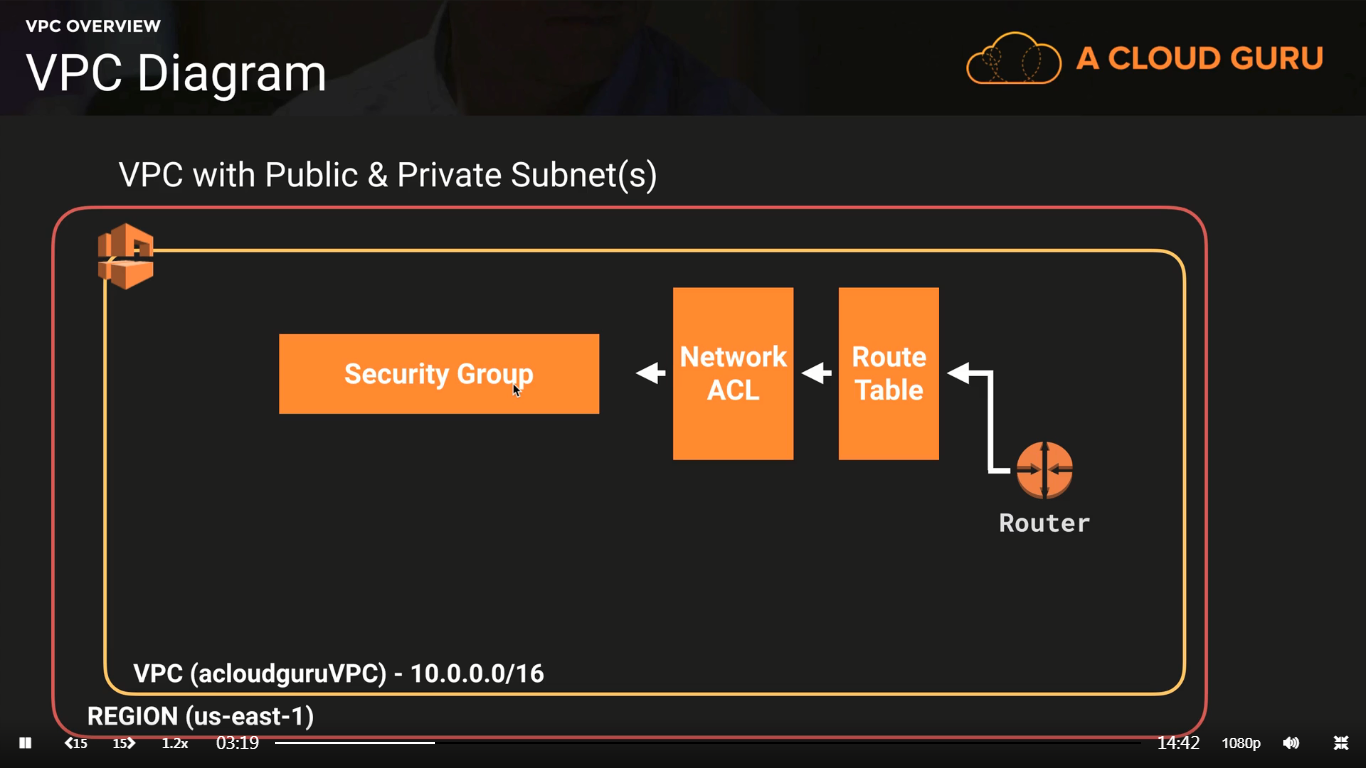 VPC OVERVIEW
VPC Diagram
A CLOUD GURU
VPC with Public & Private Subnet(s)
Security Group
Network
ACL
Route
Table
Router
VPC (acloudguruVPC) - 10.0.0.0/16
REGION (us-east-1)
15
15
1.2x
03:19
14:42
1080p